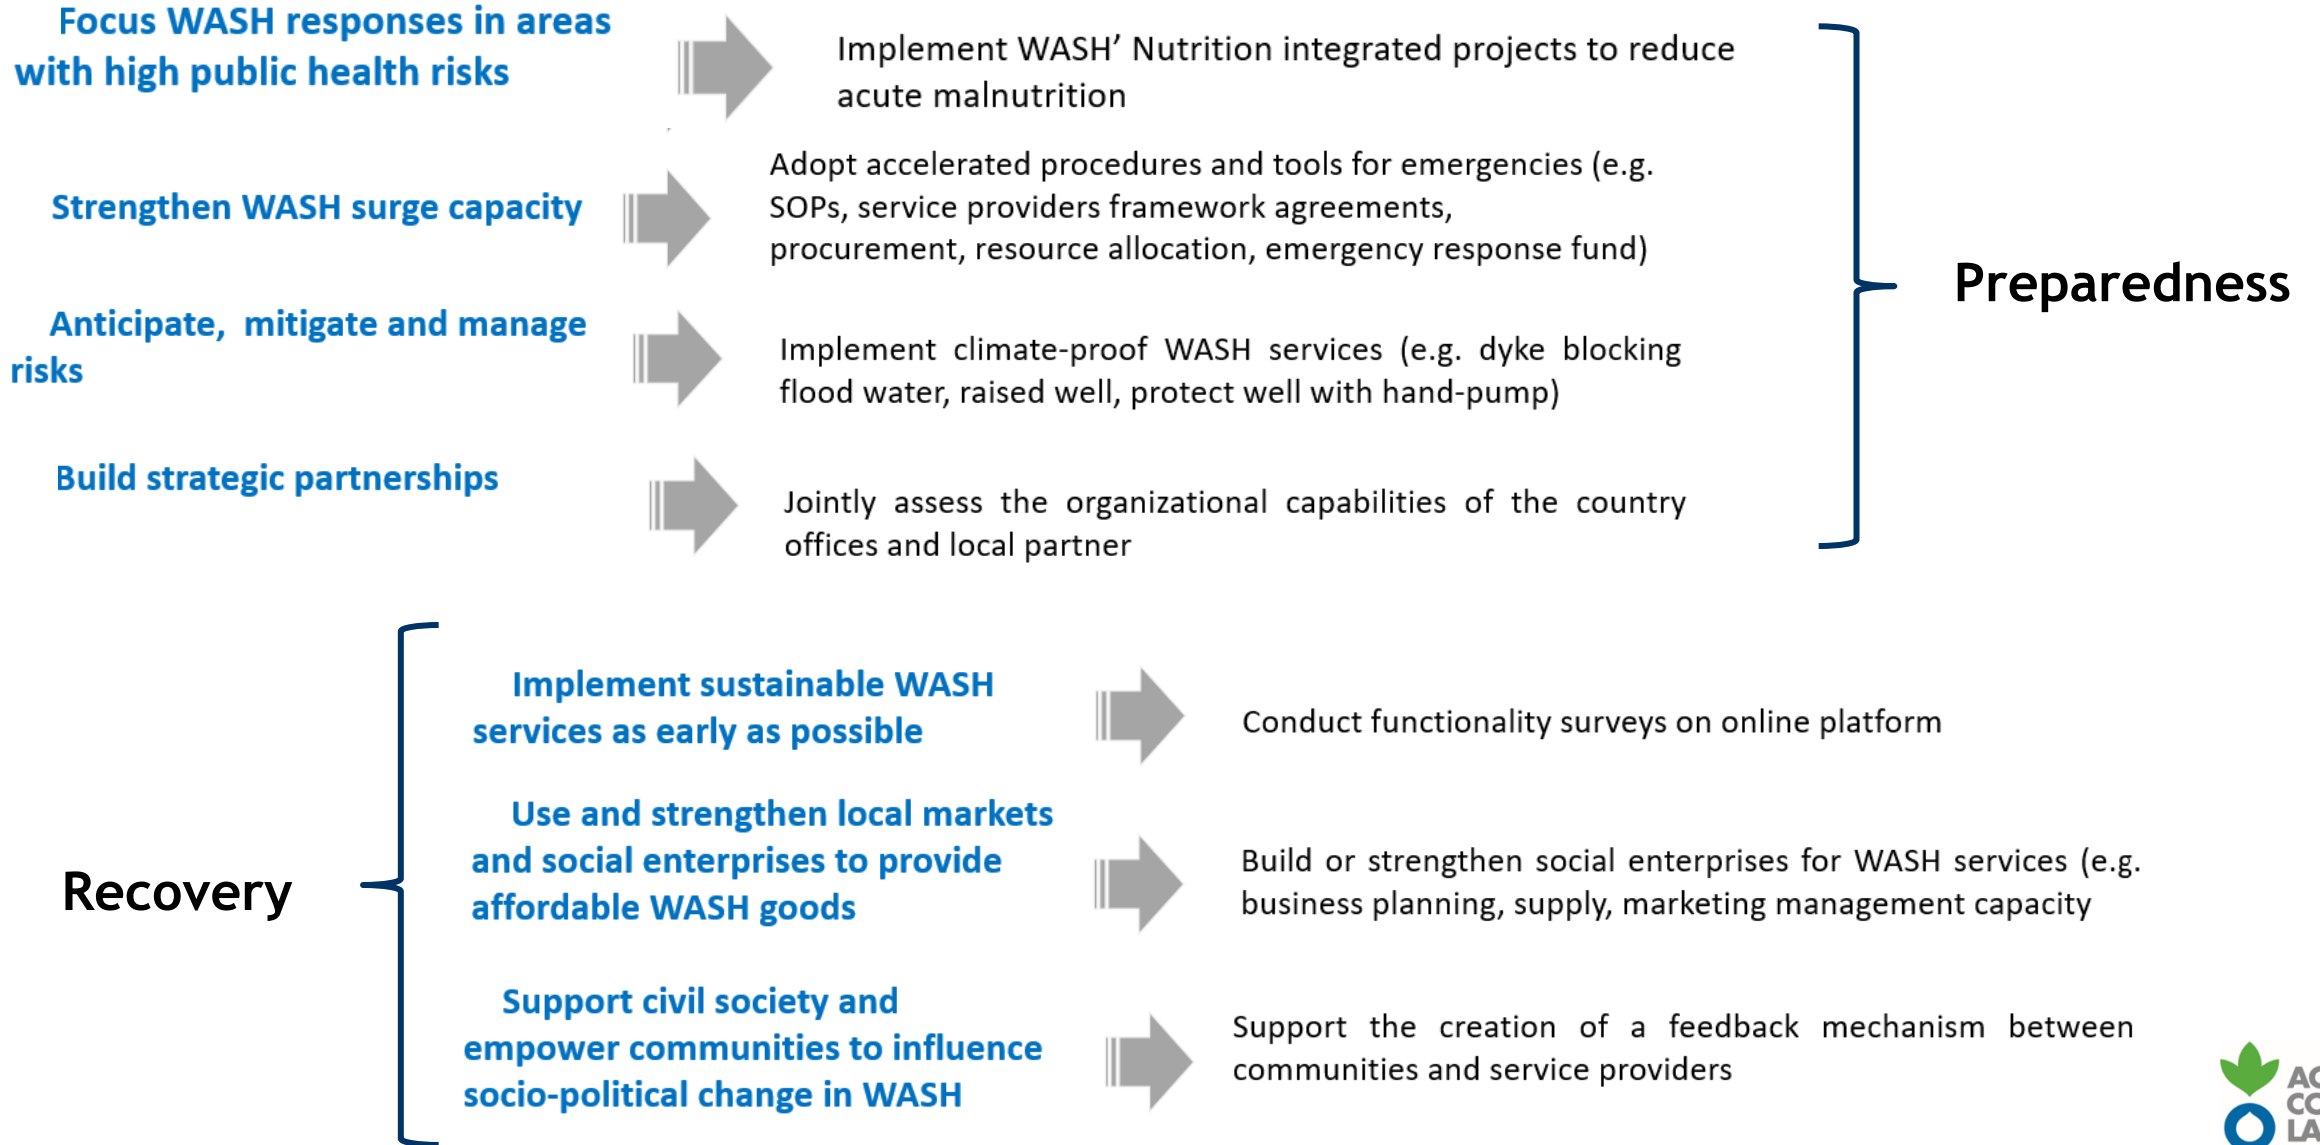 Focus WASH responses in areas
with high public health risks
Implement WASH’ Nutrition integrated projects to reduce
acute malnutrition
Strengthen WASH surge capacity
Adopt accelerated procedures and tools for emergencies (e.g.
SOPs, service providers framework agreements,
procurement, resource allocation, emergency response fund)
Anticipate, mitigate and manage
risks
Implement climate-proof WASH services (e.g. dyke blocking
flood water, raised well, protect well with hand-pump)
Build strategic partnerships
Jointly assess the organizational capabilities of the country
offices and local partner
Preparedness
Recovery
Implement sustainable WASH
services as early as possible
Conduct functionality surveys on online platform
Use and strengthen local markets
and social enterprises to provide
affordable WASH goods
Build or strengthen social enterprises for WASH services (e.g.
business planning, supply, marketing management capacity
Support civil society and
empower communities to influence
socio-political change in WASH
Support the creation of a feedback mechanism between
communities and service providers